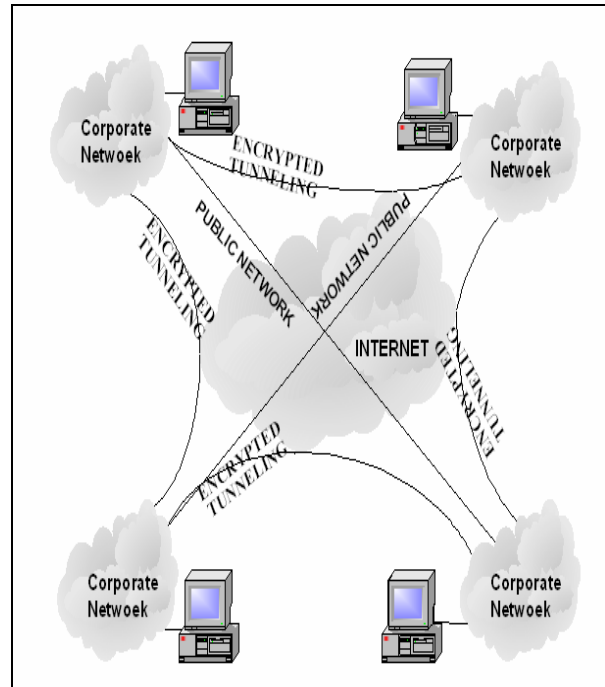 Corporate
Netwoek
Corporate
Netwoek
ENCRYPTED
TUNNELING
PUBLIC NETWORK
PUBLIC NETWORK
ENCRYPTED
TUNNELING
INTERNET
ENCRYPTED
TUNNELING
ENCRYPTED
TUNNELING
Corporate
Netwoek
Corporate
Netwoek